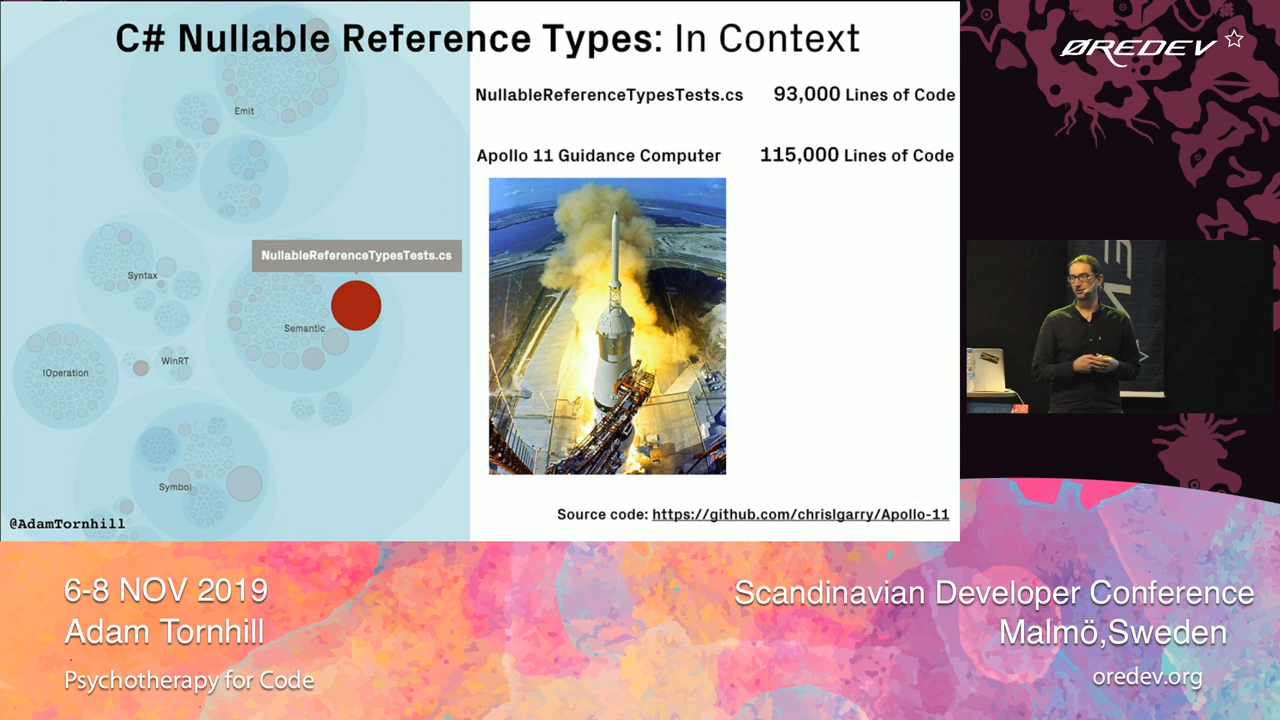 C# Nullable Reference Types: In Context
ØREDEV
NullableReferenceTypesTests.cs 93,000 Lines of Code
Emit
Apollo 11 Guidance Computer 115,000 Lines of Code
NullableReferenceTypesTests.cs
Syntax
Semantic
WinRT
IOperation
Symbol
Source code: https://github.com/chrislgarry/Apollo-11
@AdamTornhill
6-8 NOV 2019
Adam Tornhill
Psychotherapy for Code
Scandinavian Developer Conference
Malmö,Sweden
oredev.org